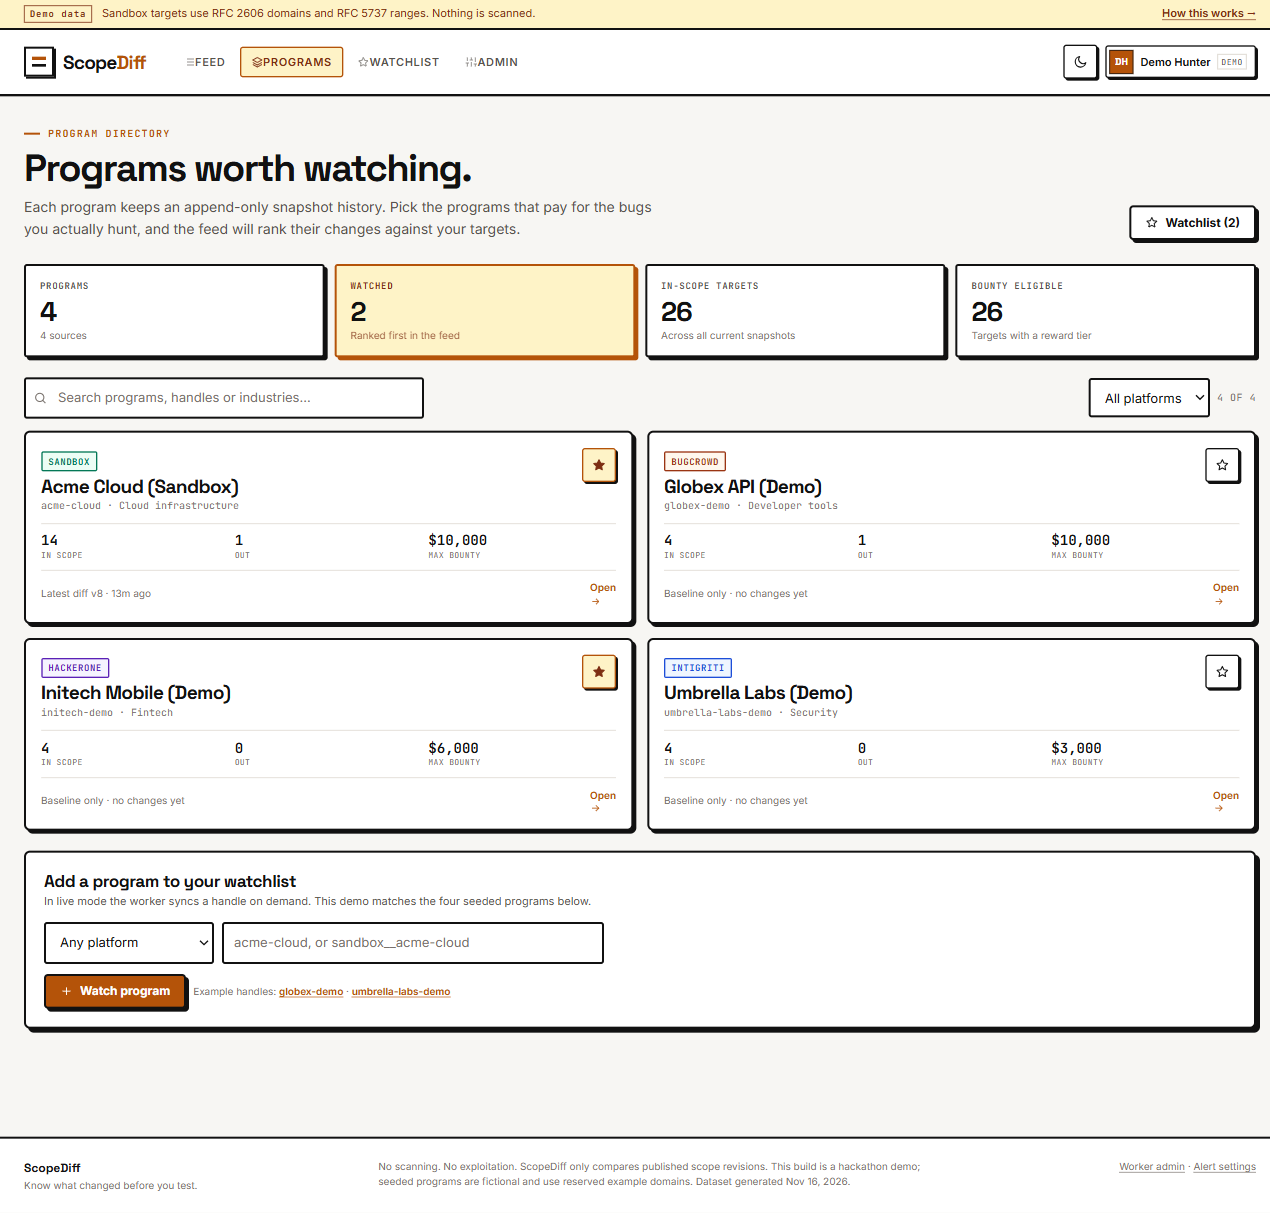 Demo data Sandbox targets use RFC 2606 domains and RFC 5737 ranges. Nothing is scanned. How this works →
ScopeDiff FEED PROGRAMS WATCHLIST ADMIN DH Demo Hunter DEMO
PROGRAM DIRECTORY
Programs worth watching.
Each program keeps an append-only snapshot history. Pick the programs that pay for the bugs
you actually hunt, and the feed will rank their changes against your targets.
Watchlist (2)
PROGRAMS
4
4 sources
WATCHED
2
Ranked first in the feed
IN-SCOPE TARGETS
26
Across all current snapshots
BOUNTY ELIGIBLE
26
Targets with a reward tier
Search programs, handles or industries... All platforms 4 OF 4
SANDBOX
Acme Cloud (Sandbox)
acme-cloud · Cloud infrastructure
14 1 $10,000
IN SCOPE OUT MAX BOUNTY
Latest diff v8 · 13m ago Open
→
BUGCROWD
Globex API (Demo)
globex-demo · Developer tools
4 1 $10,000
IN SCOPE OUT MAX BOUNTY
Baseline only · no changes yet Open
→
HACKERONE
Initech Mobile (Demo)
initech-demo · Fintech
4 0 $6,000
IN SCOPE OUT MAX BOUNTY
Baseline only · no changes yet Open
→
INTIGRITI
Umbrella Labs (Demo)
umbrella-labs-demo · Security
4 0 $3,000
IN SCOPE OUT MAX BOUNTY
Baseline only · no changes yet Open
→
Add a program to your watchlist
In live mode the worker syncs a handle on demand. This demo matches the four seeded programs below.
Any platform acme-cloud, or sandbox__acme-cloud
+ Watch program Example handles: globex-demo · umbrella-labs-demo
ScopeDiff
Know what changed before you test.
No scanning. No exploitation. ScopeDiff only compares published scope revisions. This build is a hackathon demo;
seeded programs are fictional and use reserved example domains. Dataset generated Nov 16, 2026.
Worker admin · Alert settings